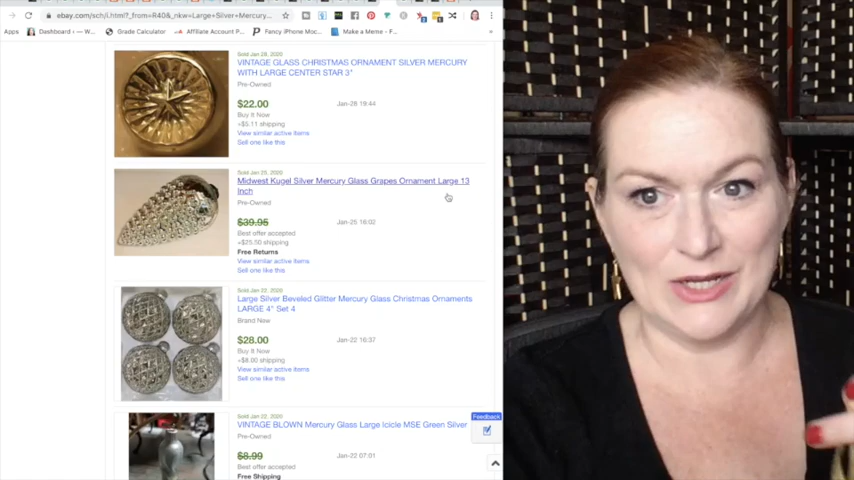 ebay.com/sch/i.html?_from=R40&_nkw=Large+Silver+Mercury...
Apps
Dashboard ‹ — W...
Grade Calculator
Affiliate Account P...
Fancy iPhone Moc...
Make a Meme - F...
Sold Jan 28, 2020
VINTAGE GLASS CHRISTMAS ORNAMENT SILVER MERCURY
WITH LARGE CENTER STAR 3"
Pre-Owned
$22.00
Jan-28 19:44
Buy It Now
+$5.11 shipping
View similar active items
Sell one like this
Sold Jan 25, 2020
Midwest Kugel Silver Mercury Glass Grapes Ornament Large 13
Inch
Pre-Owned
$39.95
Jan-25 16:02
Best offer accepted
+$25.50 shipping
Free Returns
View similar active items
Sell one like this
Sold Jan 22, 2020
Large Silver Beveled Glitter Mercury Glass Christmas Ornaments
LARGE 4" Set 4
Brand New
$28.00
Jan-22 16:37
Buy It Now
+$8.00 shipping
View similar active items
Sell one like this
Sold Jan 22, 2020
VINTAGE BLOWN Mercury Glass Large Icicle MSE Green Silver
Pre-Owned
$8.99
Jan-22 07:01
Best offer accepted
Free Shipping
Feedback